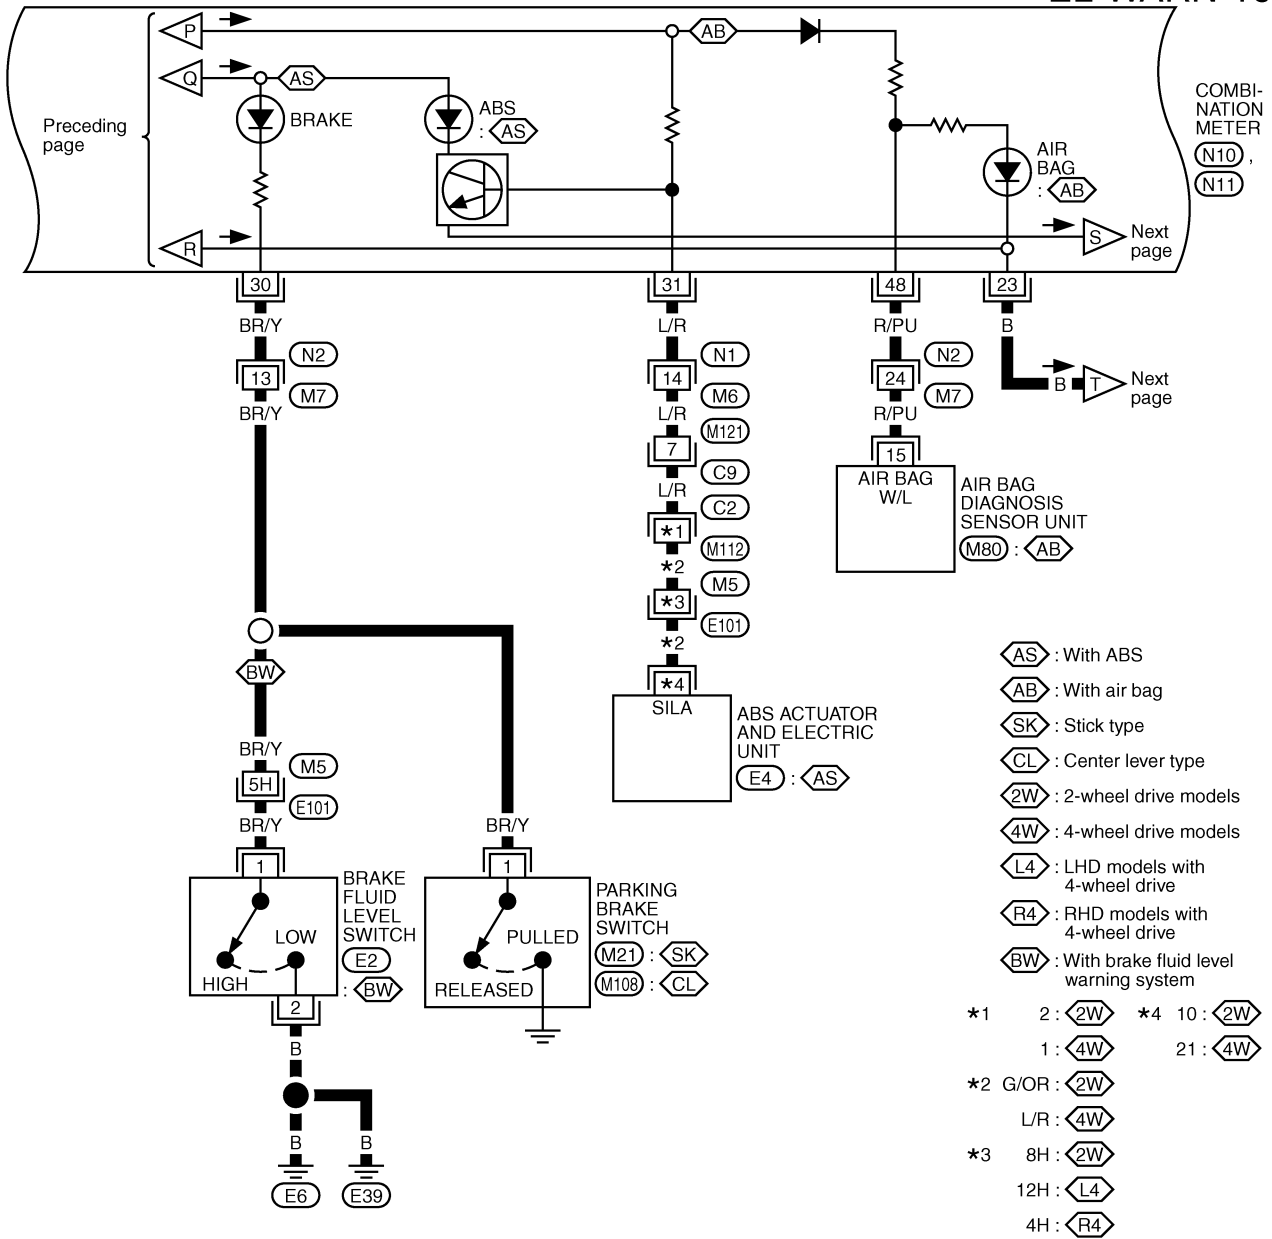 P
AB
Q
AS
COMBI-
NATION
METER
N10 ,
N11
Preceding
page
BRAKE
ABS
: AS
AIR
BAG
: AB
R
S
Next
page
30
31
48
23
BR/Y
L/R
R/PU
B
N2
N1
N2
13
14
24
B
T
Next
page
M7
M6
M7
BR/Y
L/R
R/PU
M121
7
15
C9
AIR BAG
W/L
AIR BAG
DIAGNOSIS
SENSOR UNIT
M80 : AB
L/R
C2
*1
M112
*2
M5
*3
E101
*2
*4
SILA
ABS ACTUATOR
AND ELECTRIC
UNIT
E4 : AS
BW
BR/Y
M5
5H
E101
BR/Y
BR/Y
1
1
BRAKE
FLUID
LEVEL
SWITCH
E2
: BW
LOW
HIGH
PARKING
BRAKE
SWITCH
M21 : SK
M108 : CL
PULLED
RELEASED
2
B
B
B
E6
E39
AS : With ABS
AB : With air bag
SK : Stick type
CL : Center lever type
2W : 2-wheel drive models
4W : 4-wheel drive models
L4 : LHD models with
4-wheel drive
R4 : RHD models with
4-wheel drive
BW : With brake fluid level
warning system
*1 2 : 2W *4 10 : 2W
1 : 4W 21 : 4W
*2 G/OR : 2W
L/R : 4W
*3 8H : 2W
12H : L4
4H : R4